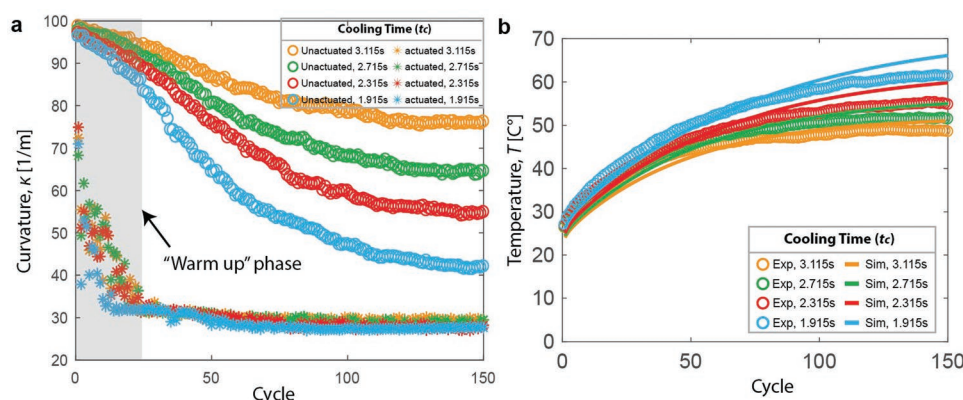 a
Curvature, κ [1/m]
100
90
80
70
60
50
40
30
20
0
50
100
150
Cycle
Cooling Time (tc)
Unactuated 3.115s actuated 3.115s
Unactuated, 2.715s actuated, 2.715s
Unactuated, 2.315s actuated, 2.315s
Unactuated, 1.915s actuated, 1.915s
"Warm up" phase
b
Temperature, T [C°]
70
60
50
40
30
20
10
0
0
50
100
150
Cycle
Cooling Time (tc)
Exp, 3.115s Sim, 3.115s
Exp, 2.715s Sim, 2.715s
Exp, 2.315s Sim, 2.315s
Exp, 1.915s Sim, 1.915s